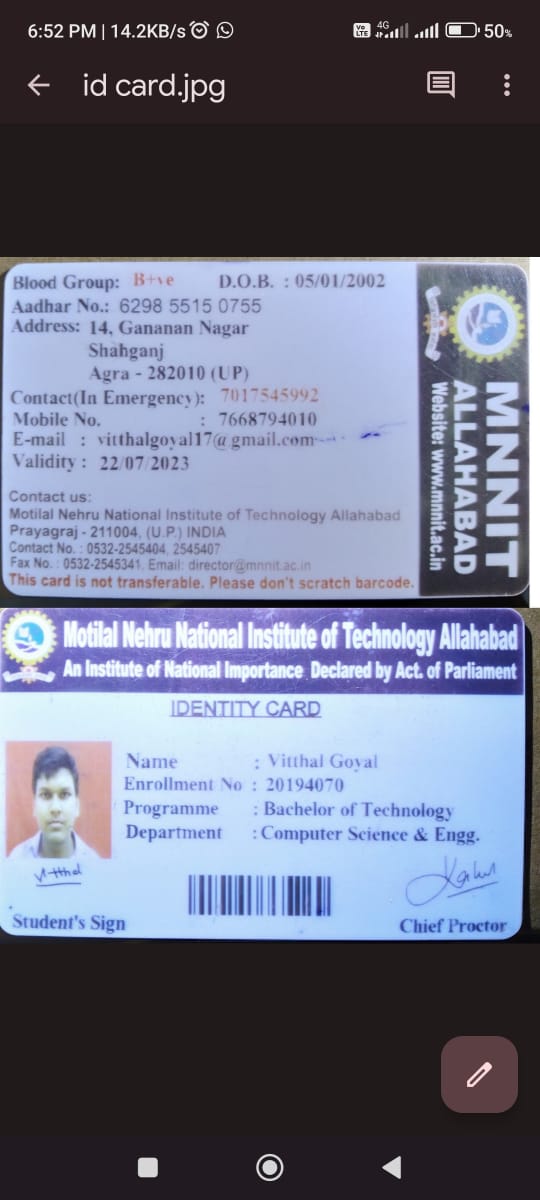 6:52 PM | 14.2KB/s
Vo LTE 4G 50%
id card.jpg
Blood Group: B+ve D.O.B. : 05/01/2002
Aadhar No.: 6298 5515 0755
Address: 14, Gananan Nagar
Shahganj
Agra - 282010 (UP)
Contact(In Emergency): 7017545992
Mobile No. : 7668794010
E-mail : vitthalgoyal17@gmail.com
Validity : 22/07/2023
Contact us:
Motilal Nehru National Institute of Technology Allahabad
Prayagraj - 211004, (U.P.) INDIA
Contact No. : 0532-2545404, 2545407
Fax No. : 0532-2545341, Email: director@mnnit.ac.in
This card is not transferable. Please don't scratch barcode.
MNNIT
ALLAHABAD
Website: www.mnnit.ac.in
Motilal Nehru National Institute of Technology Allahabad
An Institute of National Importance Declared by Act. of Parliament
IDENTITY CARD
Name : Vitthal Goyal
Enrollment No : 20194070
Programme : Bachelor of Technology
Department : Computer Science & Engg.
Vitthal
Student's Sign
Chief Proctor